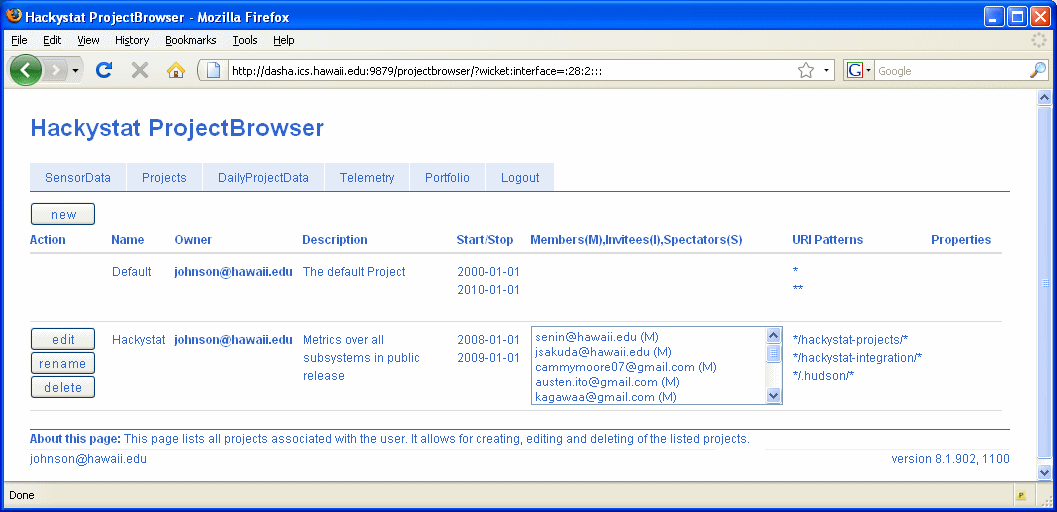 Hackystat ProjectBrowser - Mozilla Firefox
File Edit View History Bookmarks Tools Help
http://dasha.ics.hawaii.edu:9879/projectbrowser/?wicket:interface=:28:2:::
G Google
Hackystat ProjectBrowser
SensorData Projects DailyProjectData Telemetry Portfolio Logout
new
Action Name Owner Description Start/Stop Members(M),Invitees(I),Spectators(S) URI Patterns Properties
Default johnson@hawaii.edu The default Project 2000-01-01 *
2010-01-01 **
edit Hackystat johnson@hawaii.edu Metrics over all 2008-01-01 senin@hawaii.edu (M) */hackystat-projects/*
rename subsystems in public 2009-01-01 jsakuda@hawaii.edu (M) */hackystat-integration/*
release cammymoore07@gmail.com (M) */.hudson/*
delete austen.ito@gmail.com (M)
kagawaa@gmail.com (M)
About this page: This page lists all projects associated with the user. It allows for creating, editing and deleting of the listed projects.
johnson@hawaii.edu version 8.1.902, 1100
Done P